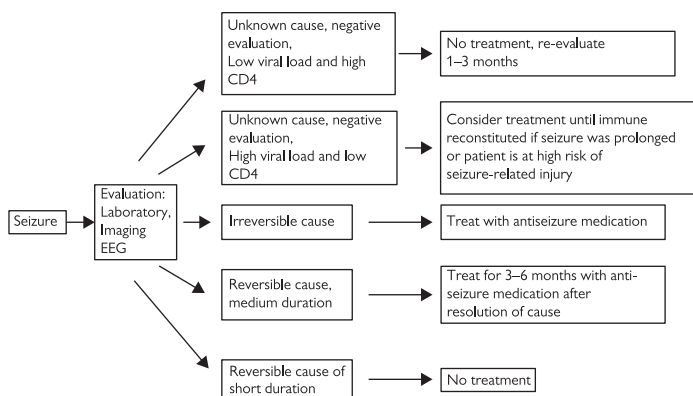 Seizure
Evaluation:
Laboratory,
Imaging
EEG
Unknown cause, negative
evaluation,
Low viral load and high
CD4
No treatment, re-evaluate
1–3 months
Unknown cause, negative
evaluation,
High viral load and low
CD4
Consider treatment until immune
reconstituted if seizure was prolonged
or patient is at high risk of
seizure-related injury
Irreversible cause
Treat with antiseizure medication
Reversible cause,
medium duration
Treat for 3–6 months with anti-
seizure medication after
resolution of cause
Reversible cause of
short duration
No treatment